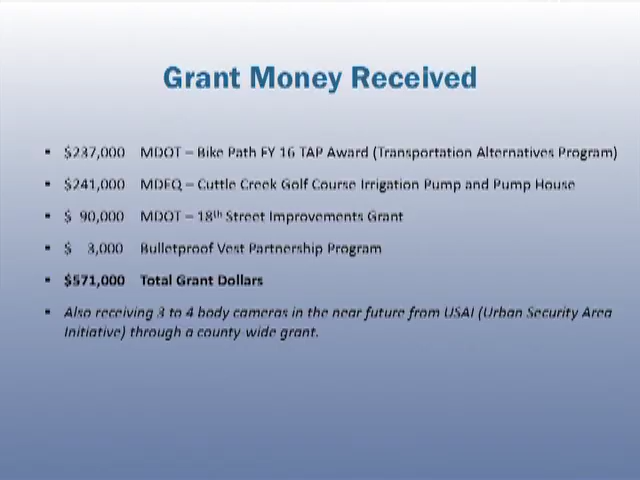 Grant Money Received
▪ $237,000 MDOT – Bike Path FY 16 TAP Award (Transportation Alternatives Program)
▪ $241,000 MDEQ – Cuttle Creek Golf Course Irrigation Pump and Pump House
▪ $ 90,000 MDOT – 18th Street Improvements Grant
▪ $ 3,000 Bulletproof Vest Partnership Program
▪ $571,000 Total Grant Dollars
▪ Also receiving 3 to 4 body cameras in the near future from USAI (Urban Security Area
Initiative) through a county wide grant.